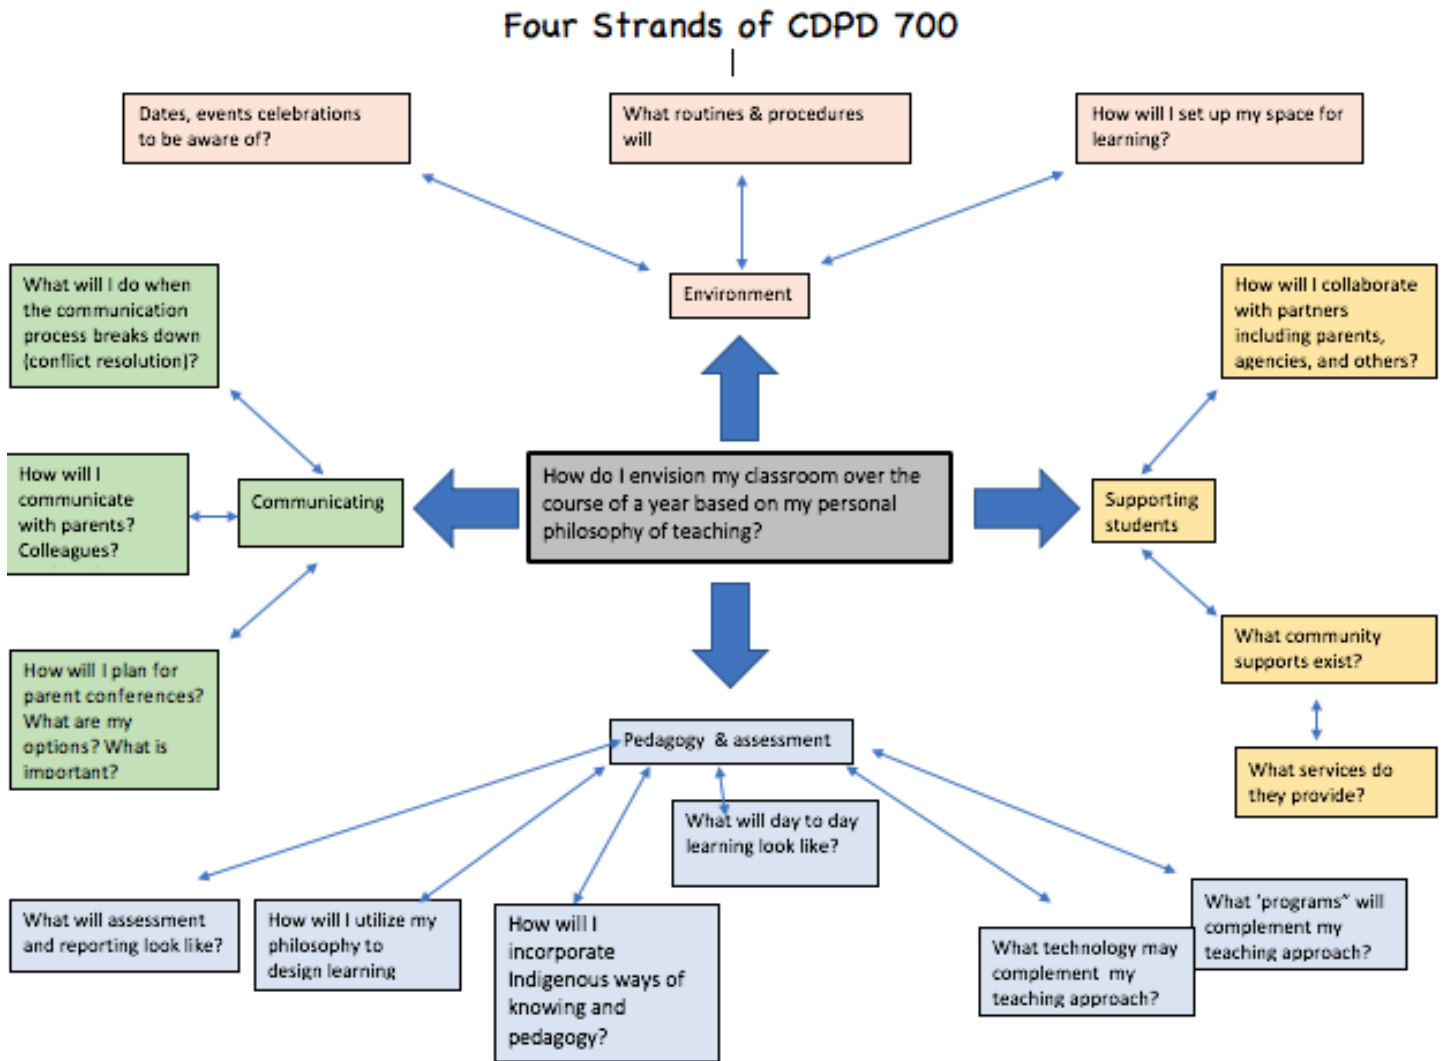 Four Strands of CDPD 700
Dates, events celebrations
to be aware of?
What routines & procedures
will
How will I set up my space for
learning?
Environment
What will I do when
the communication
process breaks down
(conflict resolution)?
How will I
communicate
with parents?
Colleagues?
Communicating
How will I plan for
parent conferences?
What are my
options? What is
important?
How do I envision my classroom over the
course of a year based on my personal
philosophy of teaching?
How will I collaborate
with partners
including parents,
agencies, and others?
Supporting
students
What community
supports exist?
What services do
they provide?
Pedagogy & assessment
What will day to day
learning look like?
What will assessment
and reporting look like?
How will I utilize my
philosophy to
design learning
How will I
incorporate
Indigenous ways of
knowing and
pedagogy?
What technology may
complement my
teaching approach?
What 'programs" will
complement my
teaching approach?